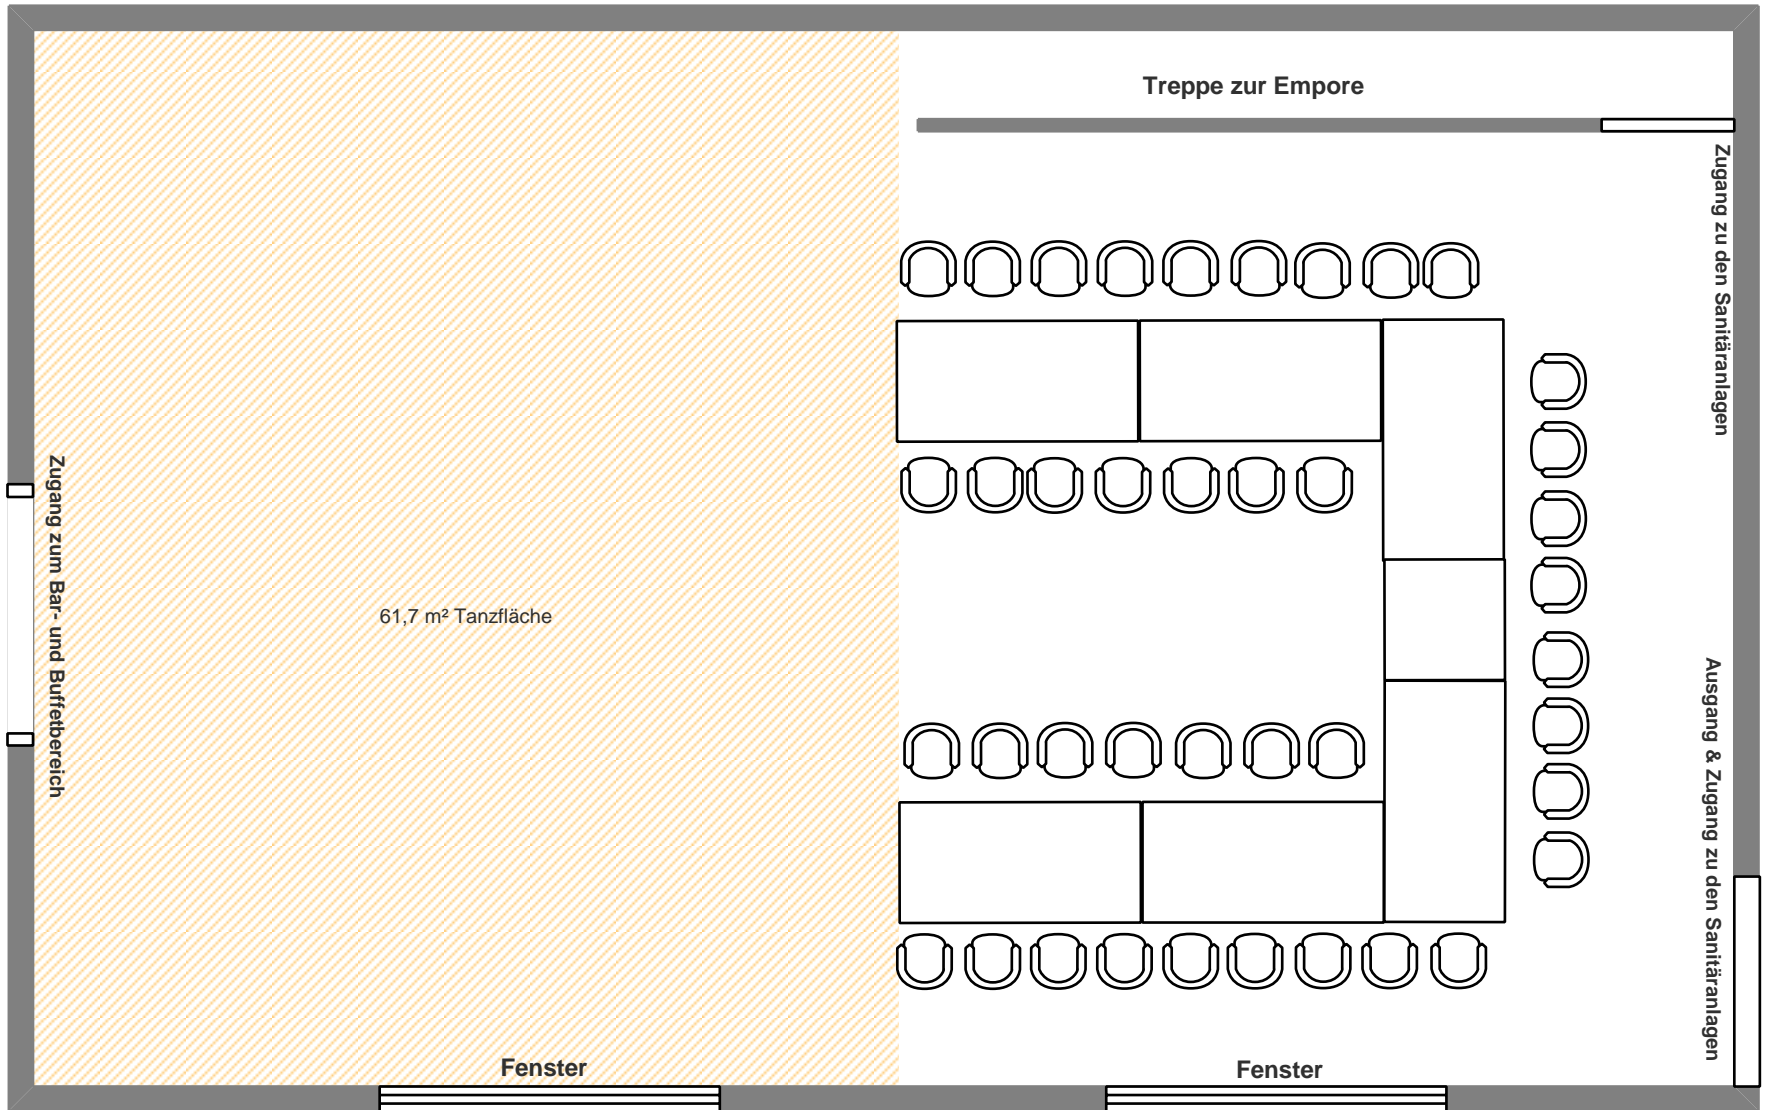 Treppe zur Empore
Zugang zu den Sanitäranlagen
Zugang zum Bar- und Buffetbereich
61,7 m² Tanzfläche
Ausgang & Zugang zu den Sanitäranlagen
Fenster
Fenster